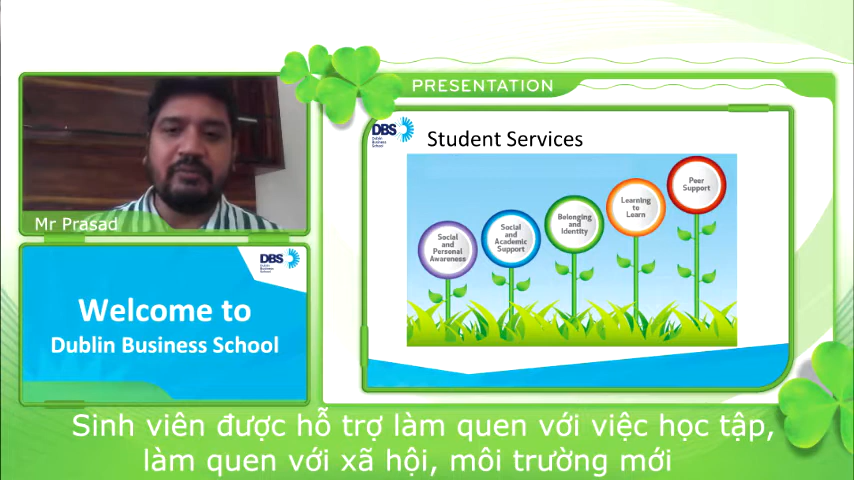 PRESENTATION
Mr Prasad
DBS
Dublin
Business
School
Welcome to
Dublin Business School
DBS
Dublin
Business
School
Student Services
Social
and
Personal
Awareness
Social
and
Academic
Support
Belonging
and
Identity
Learning
to
Learn
Peer
Support
Sinh viên được hỗ trợ làm quen với việc học tập,
làm quen với xã hội, môi trường mới